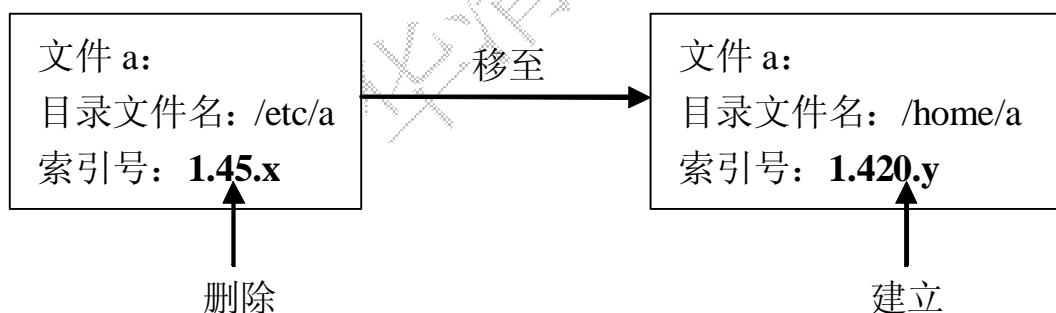 文件 a：
目录文件名：/etc/a
索引号：1.45.x
移至
文件 a：
目录文件名：/home/a
索引号：1.420.y
删除
建立